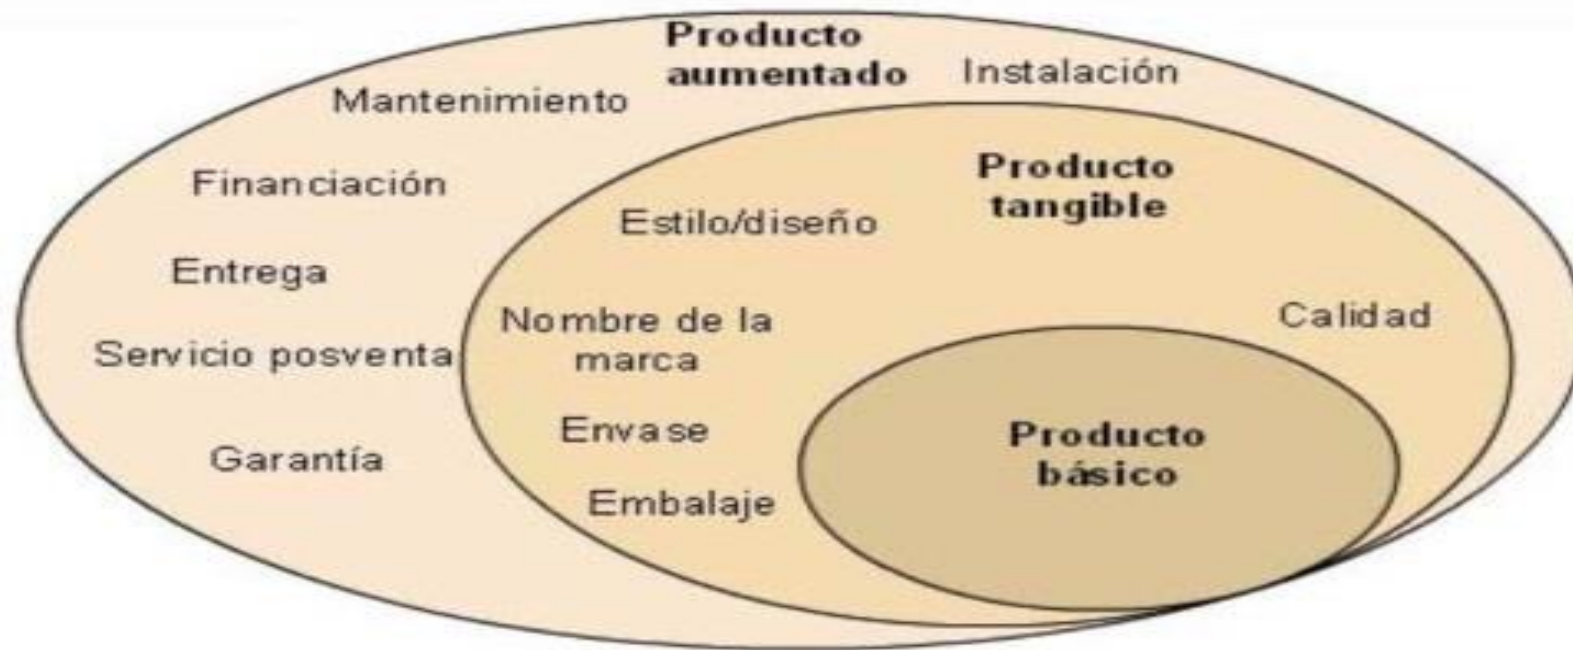 Producto
aumentado
Instalación
Mantenimiento
Financiación
Entrega
Servicio posventa
Garantía
Producto
tangible
Estilo/diseño
Nombre de la
marca
Calidad
Envase
Embalaje
Producto
básico